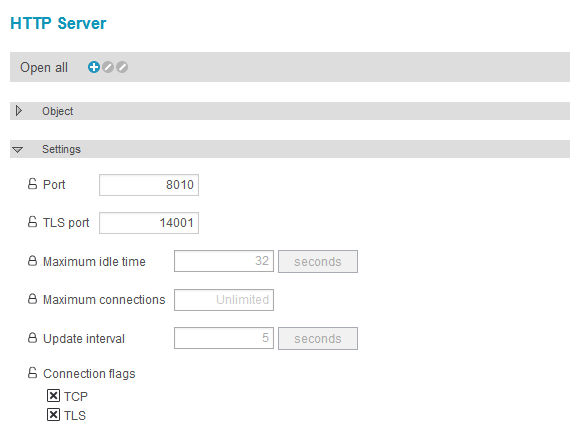 HTTP Server
Open all
Object
Settings
Port 8010
TLS port 14001
Maximum idle time 32 seconds
Maximum connections Unlimited
Update interval 5 seconds
Connection flags
TCP
TLS